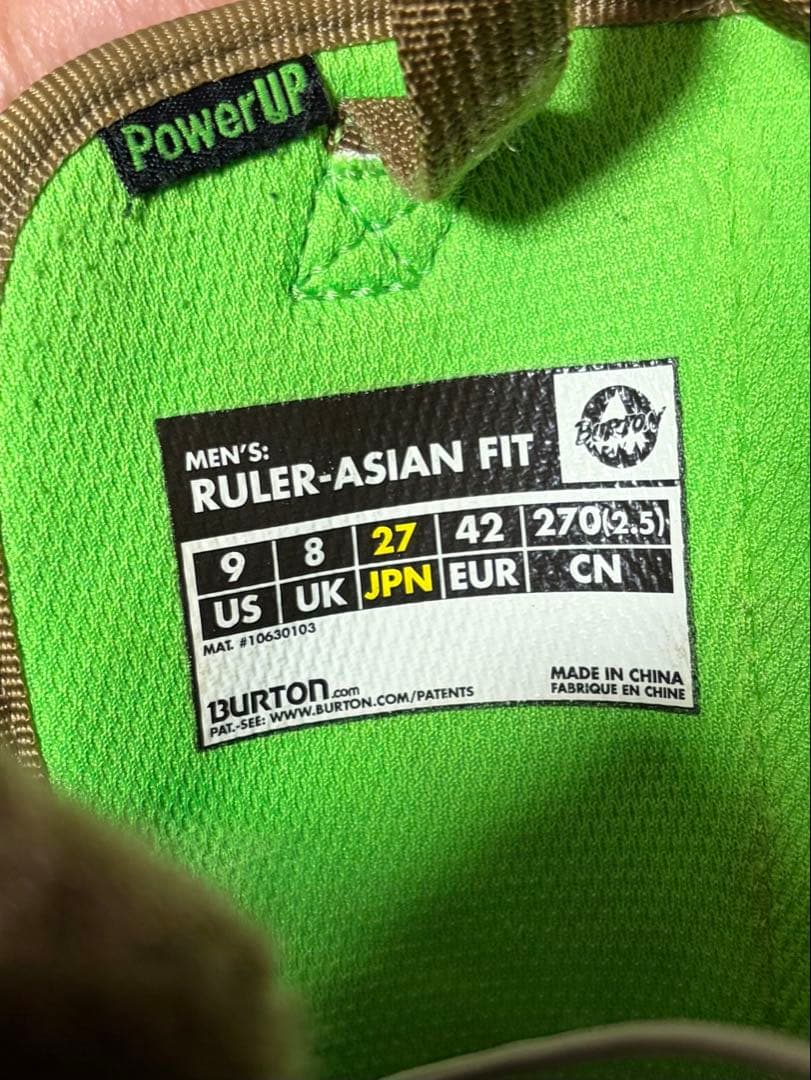 PowerUP
MEN'S:
RULER-ASIAN FIT
BURTON
9 8 27 42 270(2.5)
US UK JPN EUR CN
MAT. #10630103
BURTON.com
PAT.-SEE: WWW.BURTON.COM/PATENTS
MADE IN CHINA
FABRIQUE EN CHINE